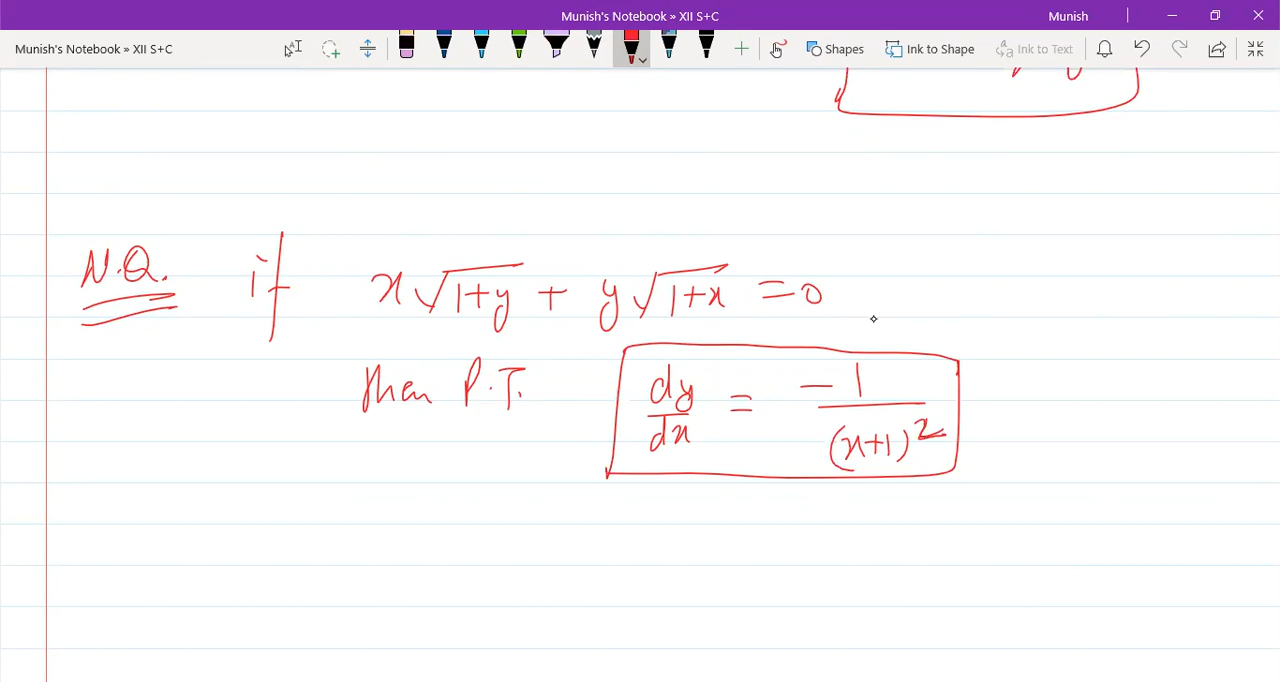 Munish's Notebook » XII S+C
Munish
Munish's Notebook » XII S+C
Shapes
Ink to Shape
Ink to Text
N.Q. if x√(1+y) + y√(1+x) = 0
then P.T. dy/dx = -1/(x+1)²